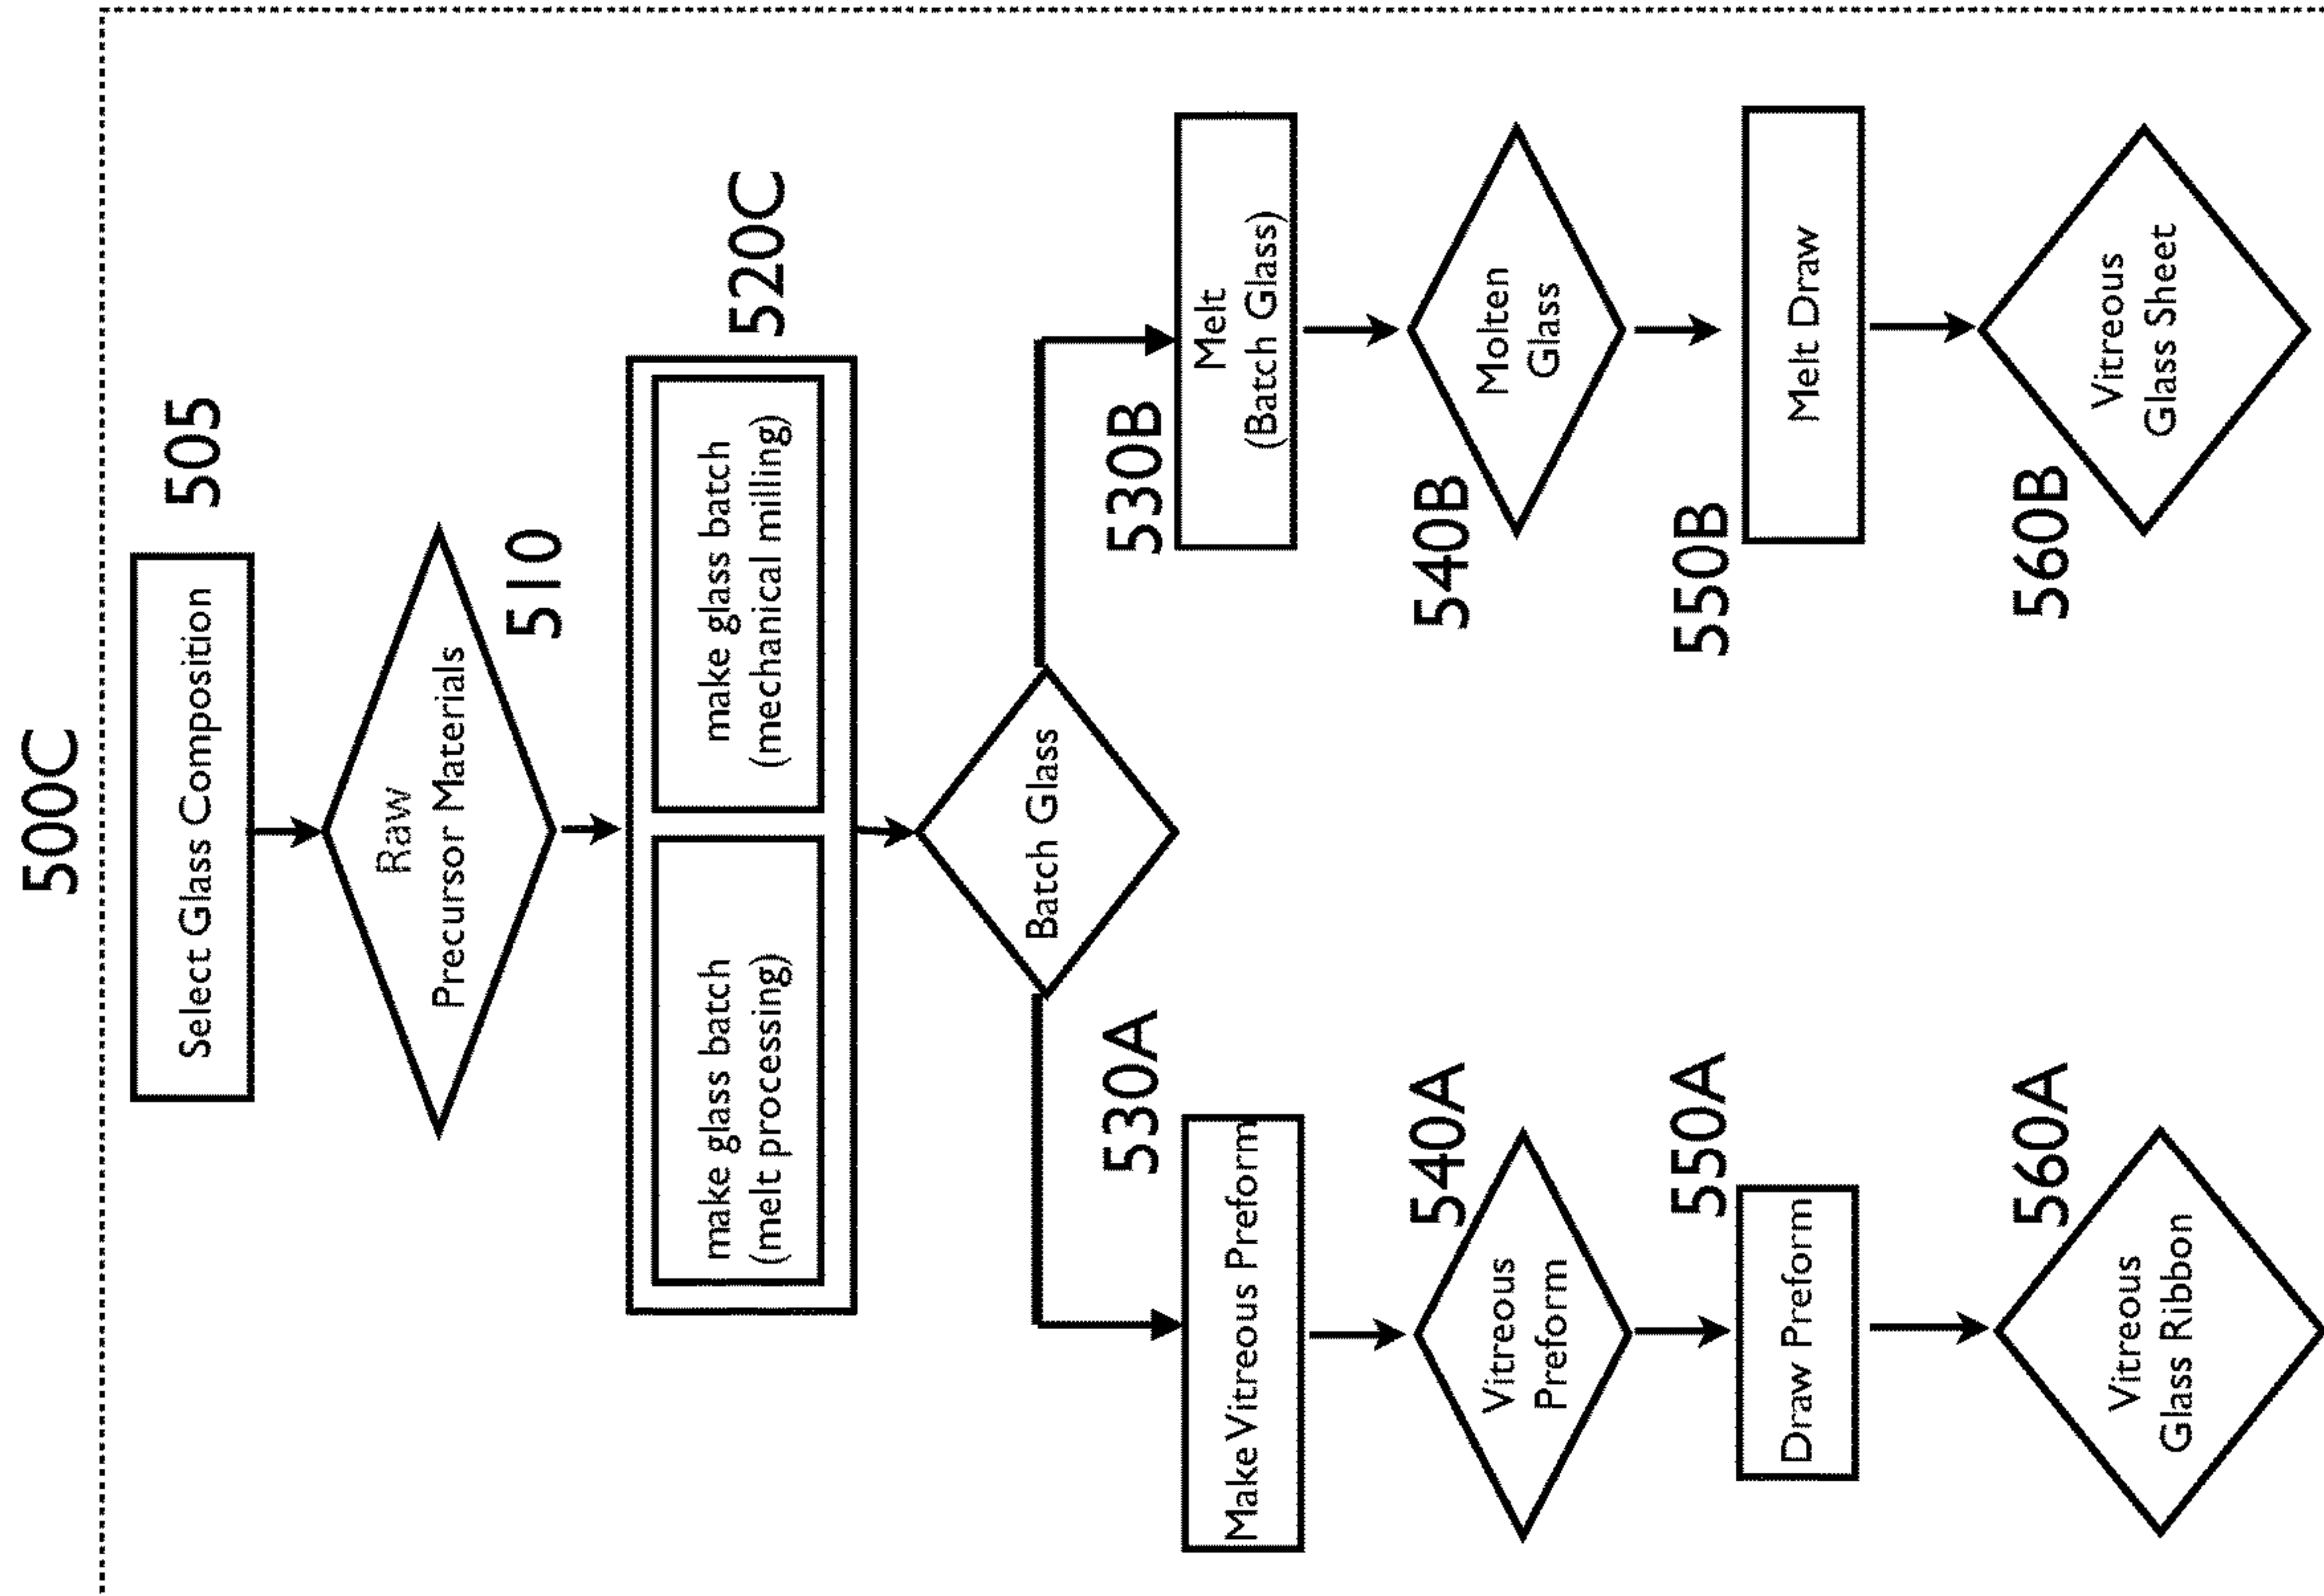 500C
505
Select Glass Composition
Raw
Precursor Materials
510
520C
make glass batch
(melt processing)
make glass batch
(mechanical milling)
Batch Glass
530A
Make Vitreous Preform
540A
Vitreous
Preform
550A
Draw Preform
560A
Vitreous
Glass Ribbon
530B
Melt
(Batch Glass)
540B
Molten
Glass
550B
Melt Draw
560B
Vitreous
Glass Sheet